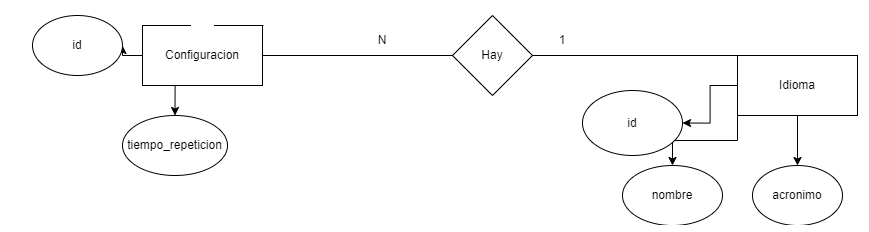 id
Configuracion
N
Hay
1
Idioma
id
tiempo_repeticion
nombre
acronimo